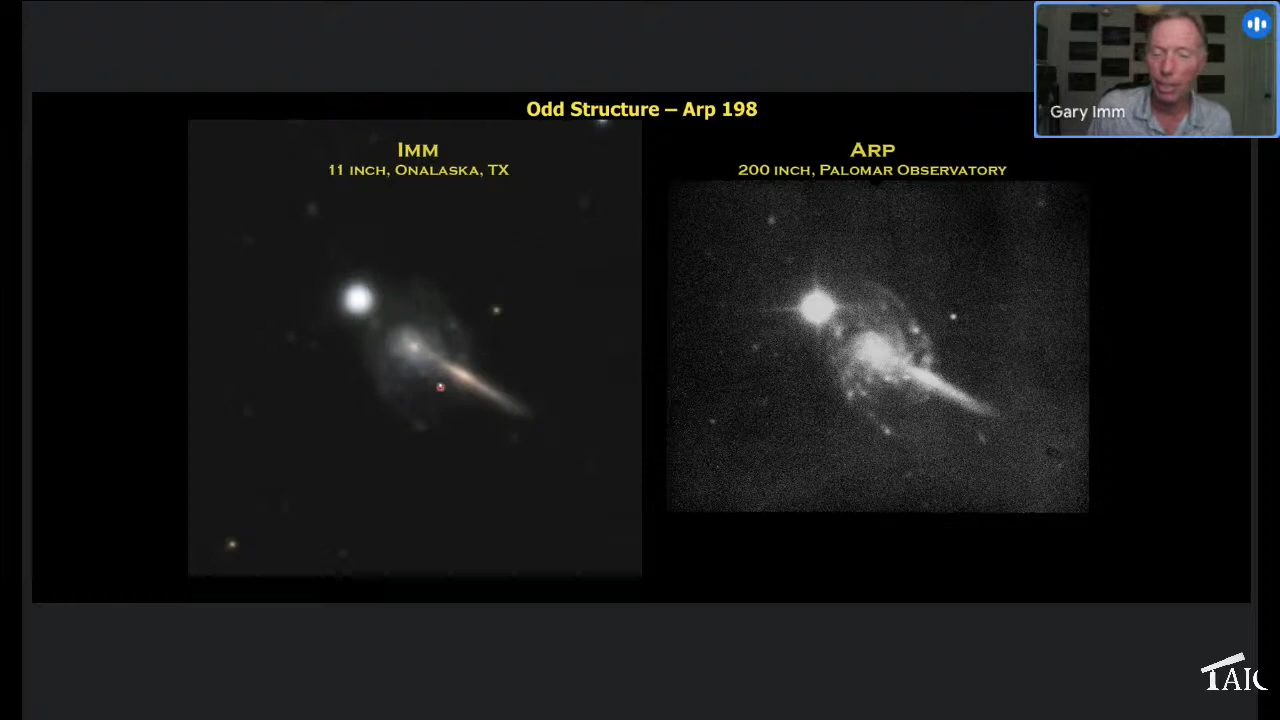 Odd Structure – Arp 198
Imm
11 inch, Onalaska, TX
Arp
200 inch, Palomar Observatory
Gary Imm
TAIC